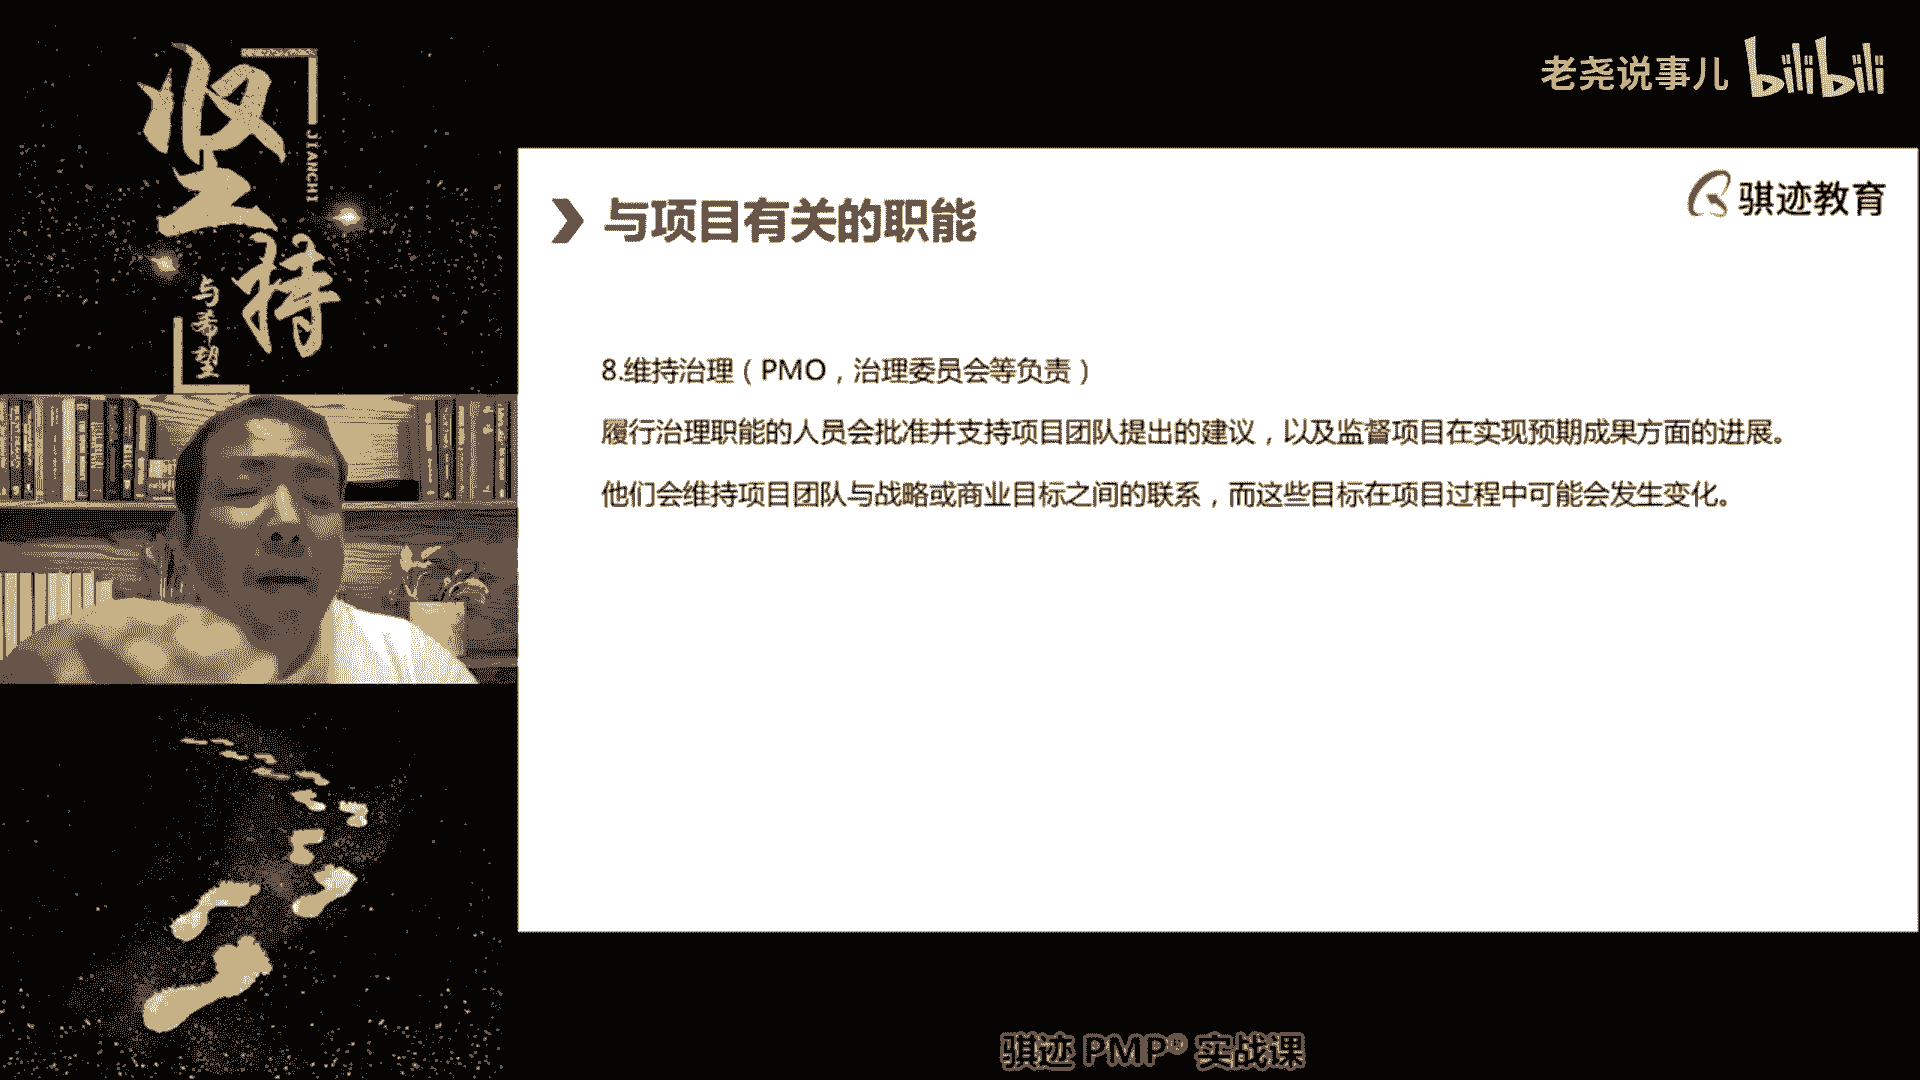 坚持
JIANCHI
与希望
老尧说事儿 bilibili
骐迹教育
与项目有关的职能
8.维持治理（PMO，治理委员会等负责）
履行治理职能的人员会批准并支持项目团队提出的建议，以及监督项目在实现预期成果方面的进展。
他们会维持项目团队与战略或商业目标之间的联系，而这些目标在项目过程中可能会发生变化。
骐迹 PMP® 实战课